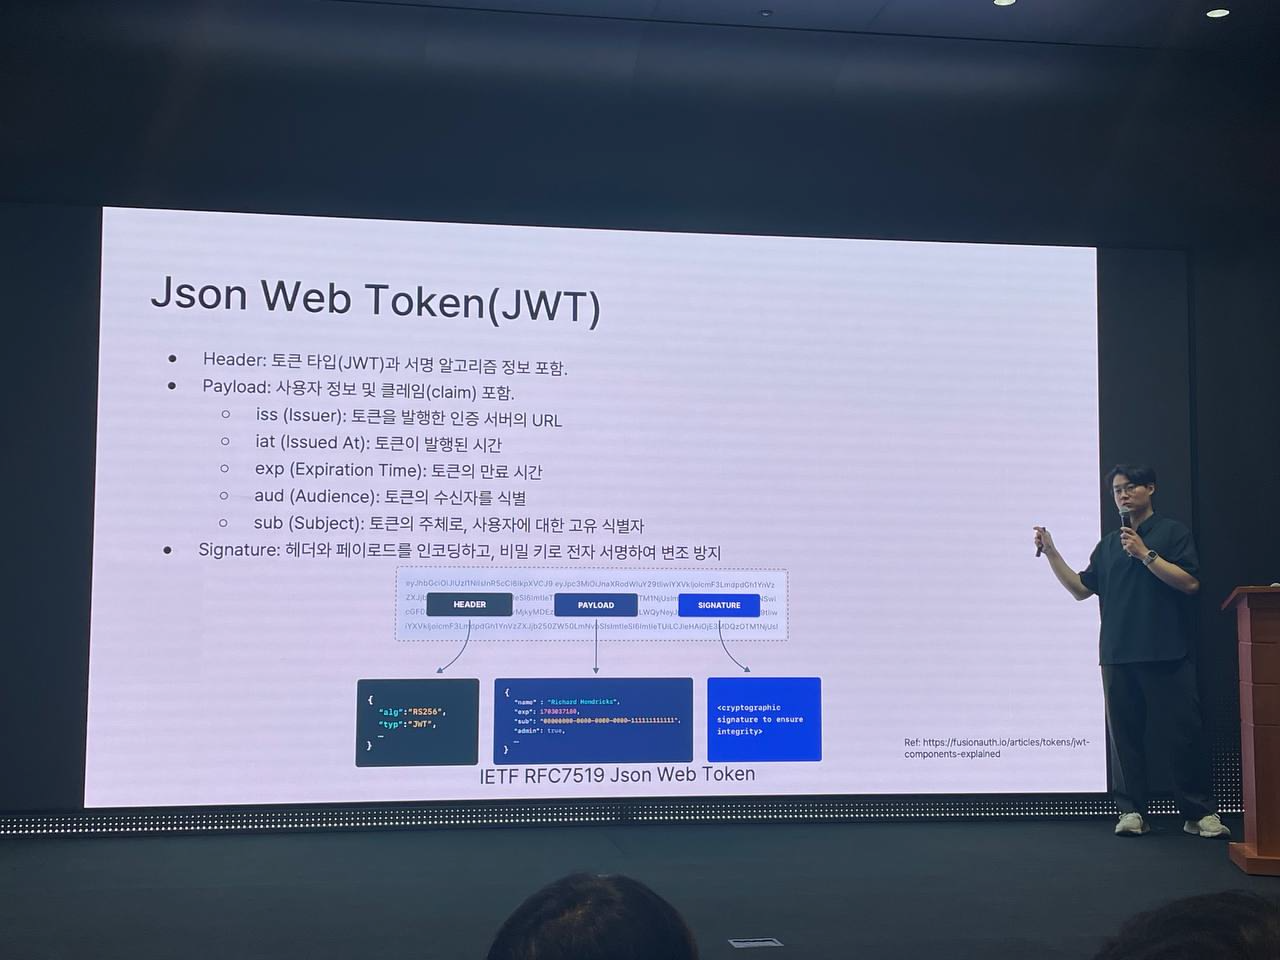 Json Web Token(JWT)
● Header: 토큰 타입(JWT)과 서명 알고리즘 정보 포함.
● Payload: 사용자 정보 및 클레임(claim) 포함.
○ iss (Issuer): 토큰을 발행한 인증 서버의 URL
○ iat (Issued At): 토큰이 발행된 시간
○ exp (Expiration Time): 토큰의 만료 시간
○ aud (Audience): 토큰의 수신자를 식별
○ sub (Subject): 토큰의 주체로, 사용자에 대한 고유 식별자
● Signature: 헤더와 페이로드를 인코딩하고, 비밀 키로 전자 서명하여 변조 방지
HEADER PAYLOAD SIGNATURE
{
"alg":"RS256",
"typ":"JWT",
…
}
{
"name" : "Richard Hendricks",
"exp": 1703037180,
"sub": "00000000-0000-0000-0000-111111111111",
"admin": true,
…
}
<cryptographic
signature to ensure
integrity>
Ref: https://fusionauth.io/articles/tokens/jwt-
components-explained
IETF RFC7519 Json Web Token